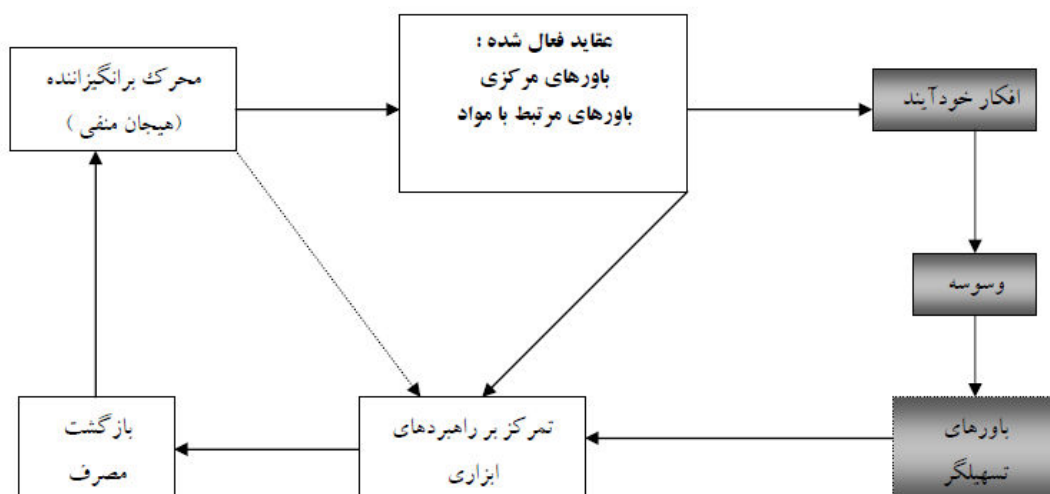 محرک برانگیزاننده
(هیجان منفی )
عقاید فعال شده :
باورهای مرکزی
باورهای مرتبط با مواد
افکار خودآیند
وسوسه
باورهای
تسهیلگر
تمرکز بر راهبردهای
ابزاری
بازگشت
مصرف